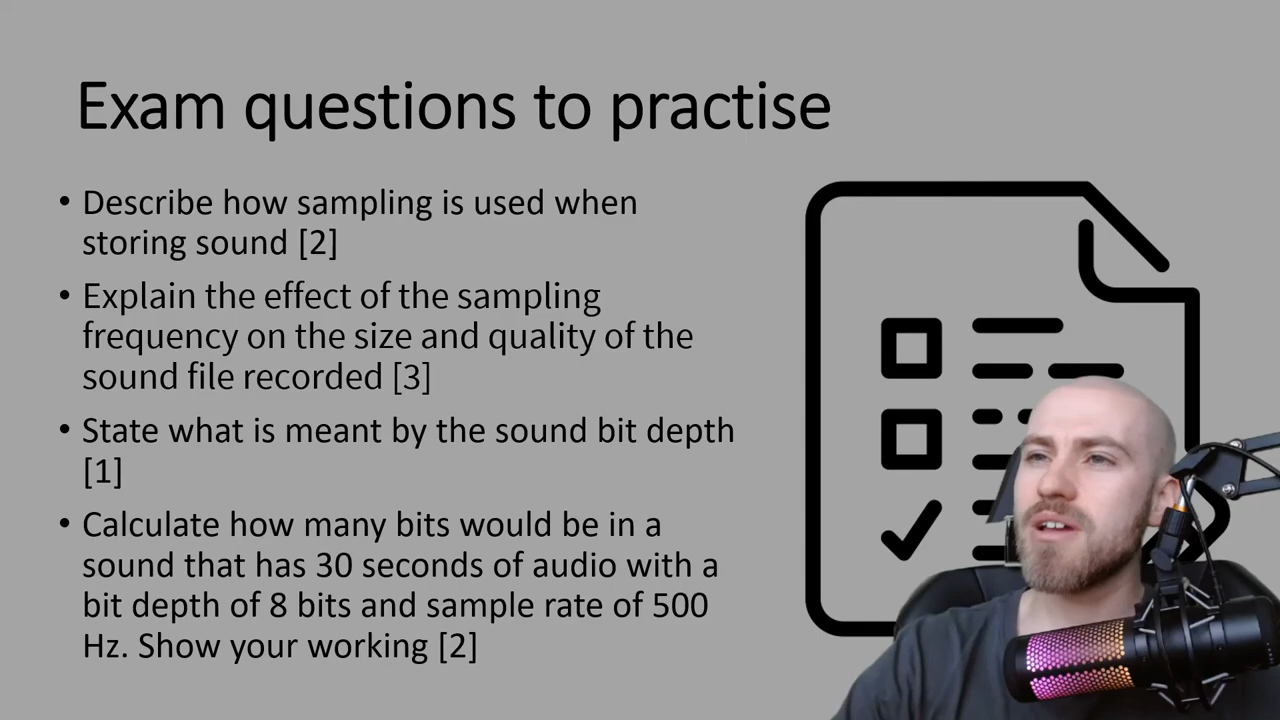 Exam questions to practise
• Describe how sampling is used when
storing sound [2]
• Explain the effect of the sampling
frequency on the size and quality of the
sound file recorded [3]
• State what is meant by the sound bit depth
[1]
• Calculate how many bits would be in a
sound that has 30 seconds of audio with a
bit depth of 8 bits and sample rate of 500
Hz. Show your working [2]